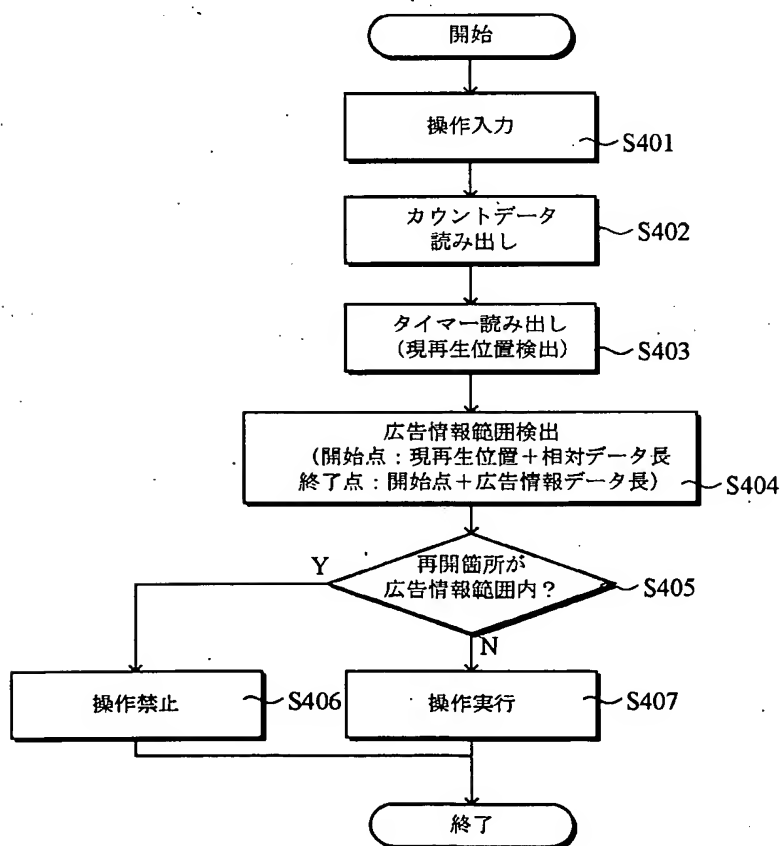 開始
操作入力
S401
カウントデータ
読み出し
S402
タイマー読み出し
(現再生位置検出)
S403
広告情報範囲検出
(開始点:現再生位置+相対データ長
終了点:開始点+広告情報データ長)
S404
再開箇所が
広告情報範囲内?
S405
Y
N
操作禁止
S406
操作実行
S407
終了